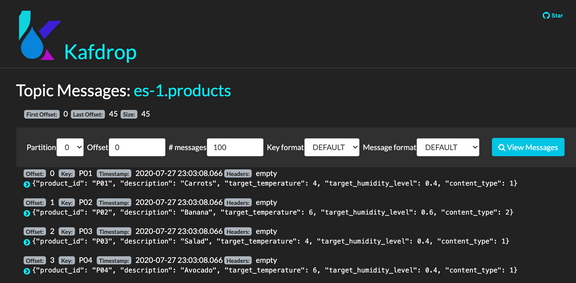 Star
Kafdrop
Topic Messages: es-1.products
First Offset: 0 Last Offset: 45 Size: 45
Partition 0 Offset 0 # messages 100 Key format DEFAULT Message format DEFAULT View Messages
Offset: 0 Key: P01 Timestamp: 2020-07-27 23:03:08.066 Headers: empty
{"product_id": "P01", "description": "Carrots", "target_temperature": 4, "target_humidity_level": 0.4, "content_type": 1}
Offset: 1 Key: P02 Timestamp: 2020-07-27 23:03:08.066 Headers: empty
{"product_id": "P02", "description": "Banana", "target_temperature": 6, "target_humidity_level": 0.6, "content_type": 2}
Offset: 2 Key: P03 Timestamp: 2020-07-27 23:03:08.066 Headers: empty
{"product_id": "P03", "description": "Salad", "target_temperature": 4, "target_humidity_level": 0.4, "content_type": 1}
Offset: 3 Key: P04 Timestamp: 2020-07-27 23:03:08.066 Headers: empty
{"product_id": "P04", "description": "Avocado", "target_temperature": 6, "target_humidity_level": 0.4, "content_type": 1}